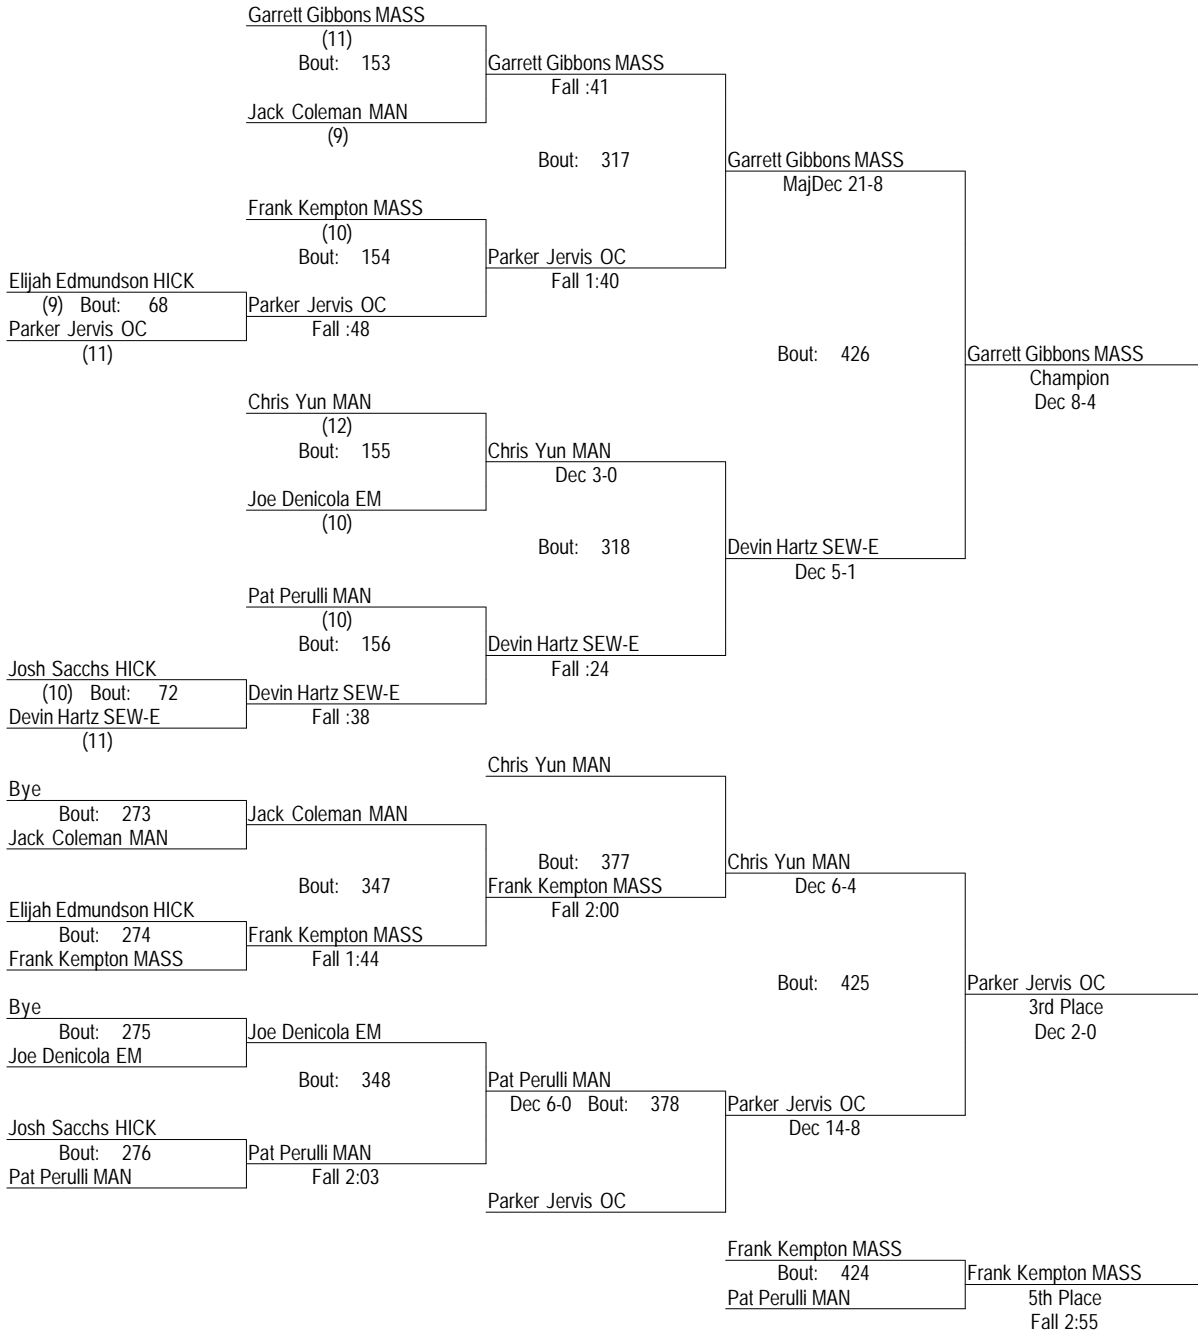 Garrett Gibbons MASS
(11)
Bout: 153
Garrett Gibbons MASS
Fall :41
Jack Coleman MAN
(9)
Bout: 317
Garrett Gibbons MASS
MajDec 21-8
Frank Kempton MASS
(10)
Bout: 154
Parker Jervis OC
Fall 1:40
Elijah Edmundson HICK
(9) Bout: 68
Parker Jervis OC
Fall :48
Parker Jervis OC
(11)
Bout: 426
Garrett Gibbons MASS
Champion
Dec 8-4
Chris Yun MAN
(12)
Bout: 155
Chris Yun MAN
Dec 3-0
Joe Denicola EM
(10)
Bout: 318
Devin Hartz SEW-E
Dec 5-1
Pat Perulli MAN
(10)
Bout: 156
Devin Hartz SEW-E
Fall :24
Josh Sacchs HICK
(10) Bout: 72
Devin Hartz SEW-E
Fall :38
Devin Hartz SEW-E
(11)
Chris Yun MAN
Bye
Bout: 273
Jack Coleman MAN
Jack Coleman MAN
Bout: 377
Chris Yun MAN
Dec 6-4
Bout: 347
Frank Kempton MASS
Fall 2:00
Elijah Edmundson HICK
Bout: 274
Frank Kempton MASS
Fall 1:44
Frank Kempton MASS
Bout: 425
Parker Jervis OC
3rd Place
Dec 2-0
Bye
Bout: 275
Joe Denicola EM
Joe Denicola EM
Bout: 348
Pat Perulli MAN
Dec 6-0 Bout: 378
Parker Jervis OC
Dec 14-8
Josh Sacchs HICK
Bout: 276
Pat Perulli MAN
Fall 2:03
Pat Perulli MAN
Parker Jervis OC
Frank Kempton MASS
Bout: 424
Frank Kempton MASS
Pat Perulli MAN
5th Place
Fall 2:55